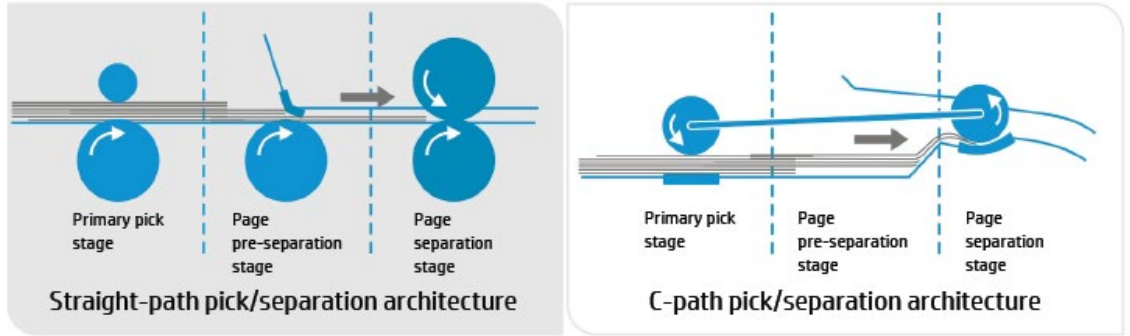 Primary pick
stage
Page
pre-separation
stage
Page
separation
stage
Straight-path pick/separation architecture
Primary pick
stage
Page
pre-separation
stage
Page
separation
stage
C-path pick/separation architecture